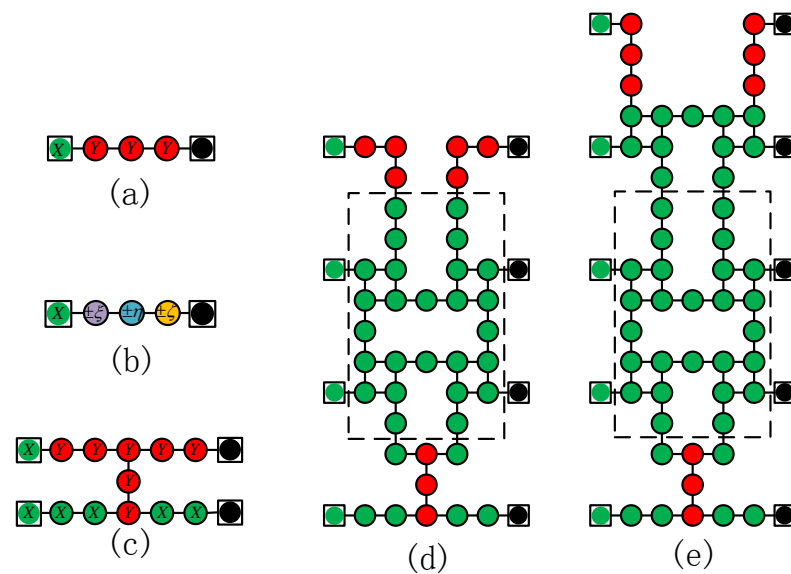 X Y Y Y
(a)
X ±ξ ±η ±ζ
(b)
X Y Y Y Y Y
Y
X X X Y X X
(c)
(d)
(e)